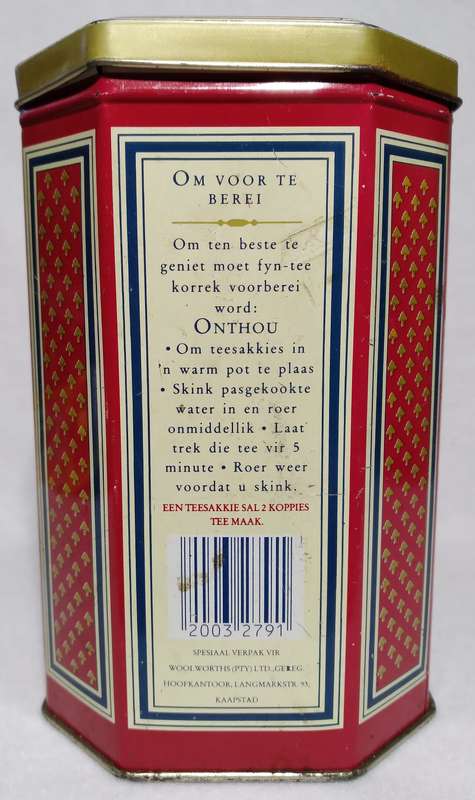 OM VOOR TE
BEREI
Om ten beste te
geniet moet fyn-tee
korrek voorberei
word:
ONTHOU
• Om teesakkies in
'n warm pot te plaas
• Skink pasgekookte
water in en roer
onmiddellik • Laat
trek die tee vir 5
minute • Roer weer
voordat u skink.
EEN TEESAKKIE SAL 2 KOPPIES
TEE MAAK.
2003 2791
SPESIAAL VERPAK VIR
WOOLWORTHS (PTY) LTD., GEREG.
HOOFKANTOOR, LANGMARKSTR. 93,
KAAPSTAD